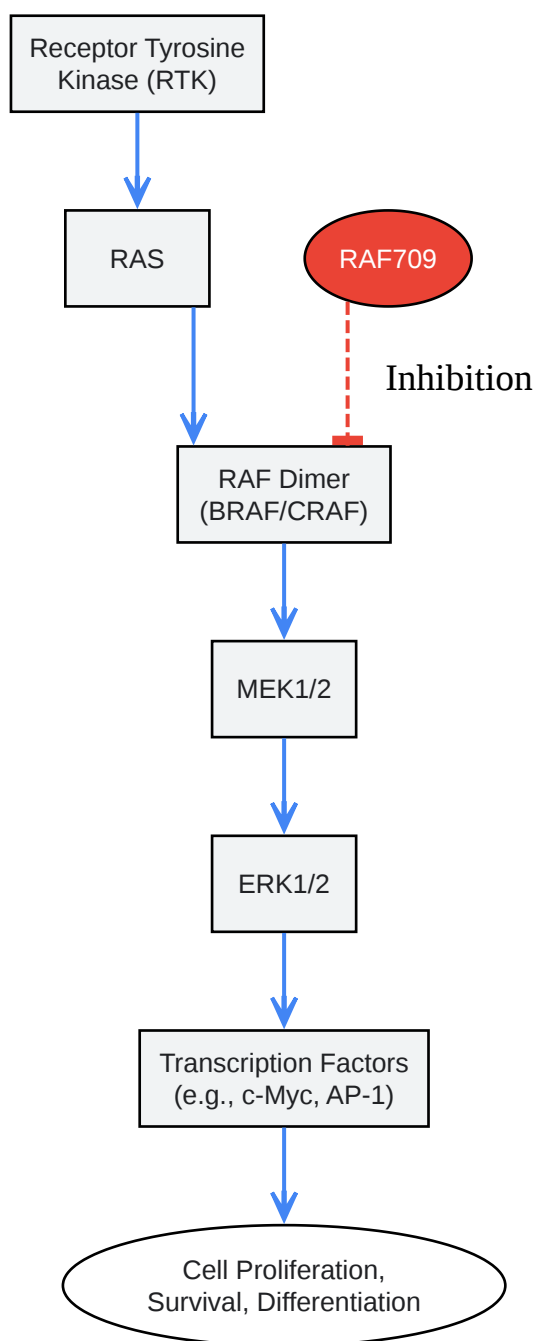 Receptor Tyrosine
Kinase (RTK)
RAS
RAF709
Inhibition
RAF Dimer
(BRAF/CRAF)
MEK1/2
ERK1/2
Transcription Factors
(e.g., c-Myc, AP-1)
Cell Proliferation,
Survival, Differentiation